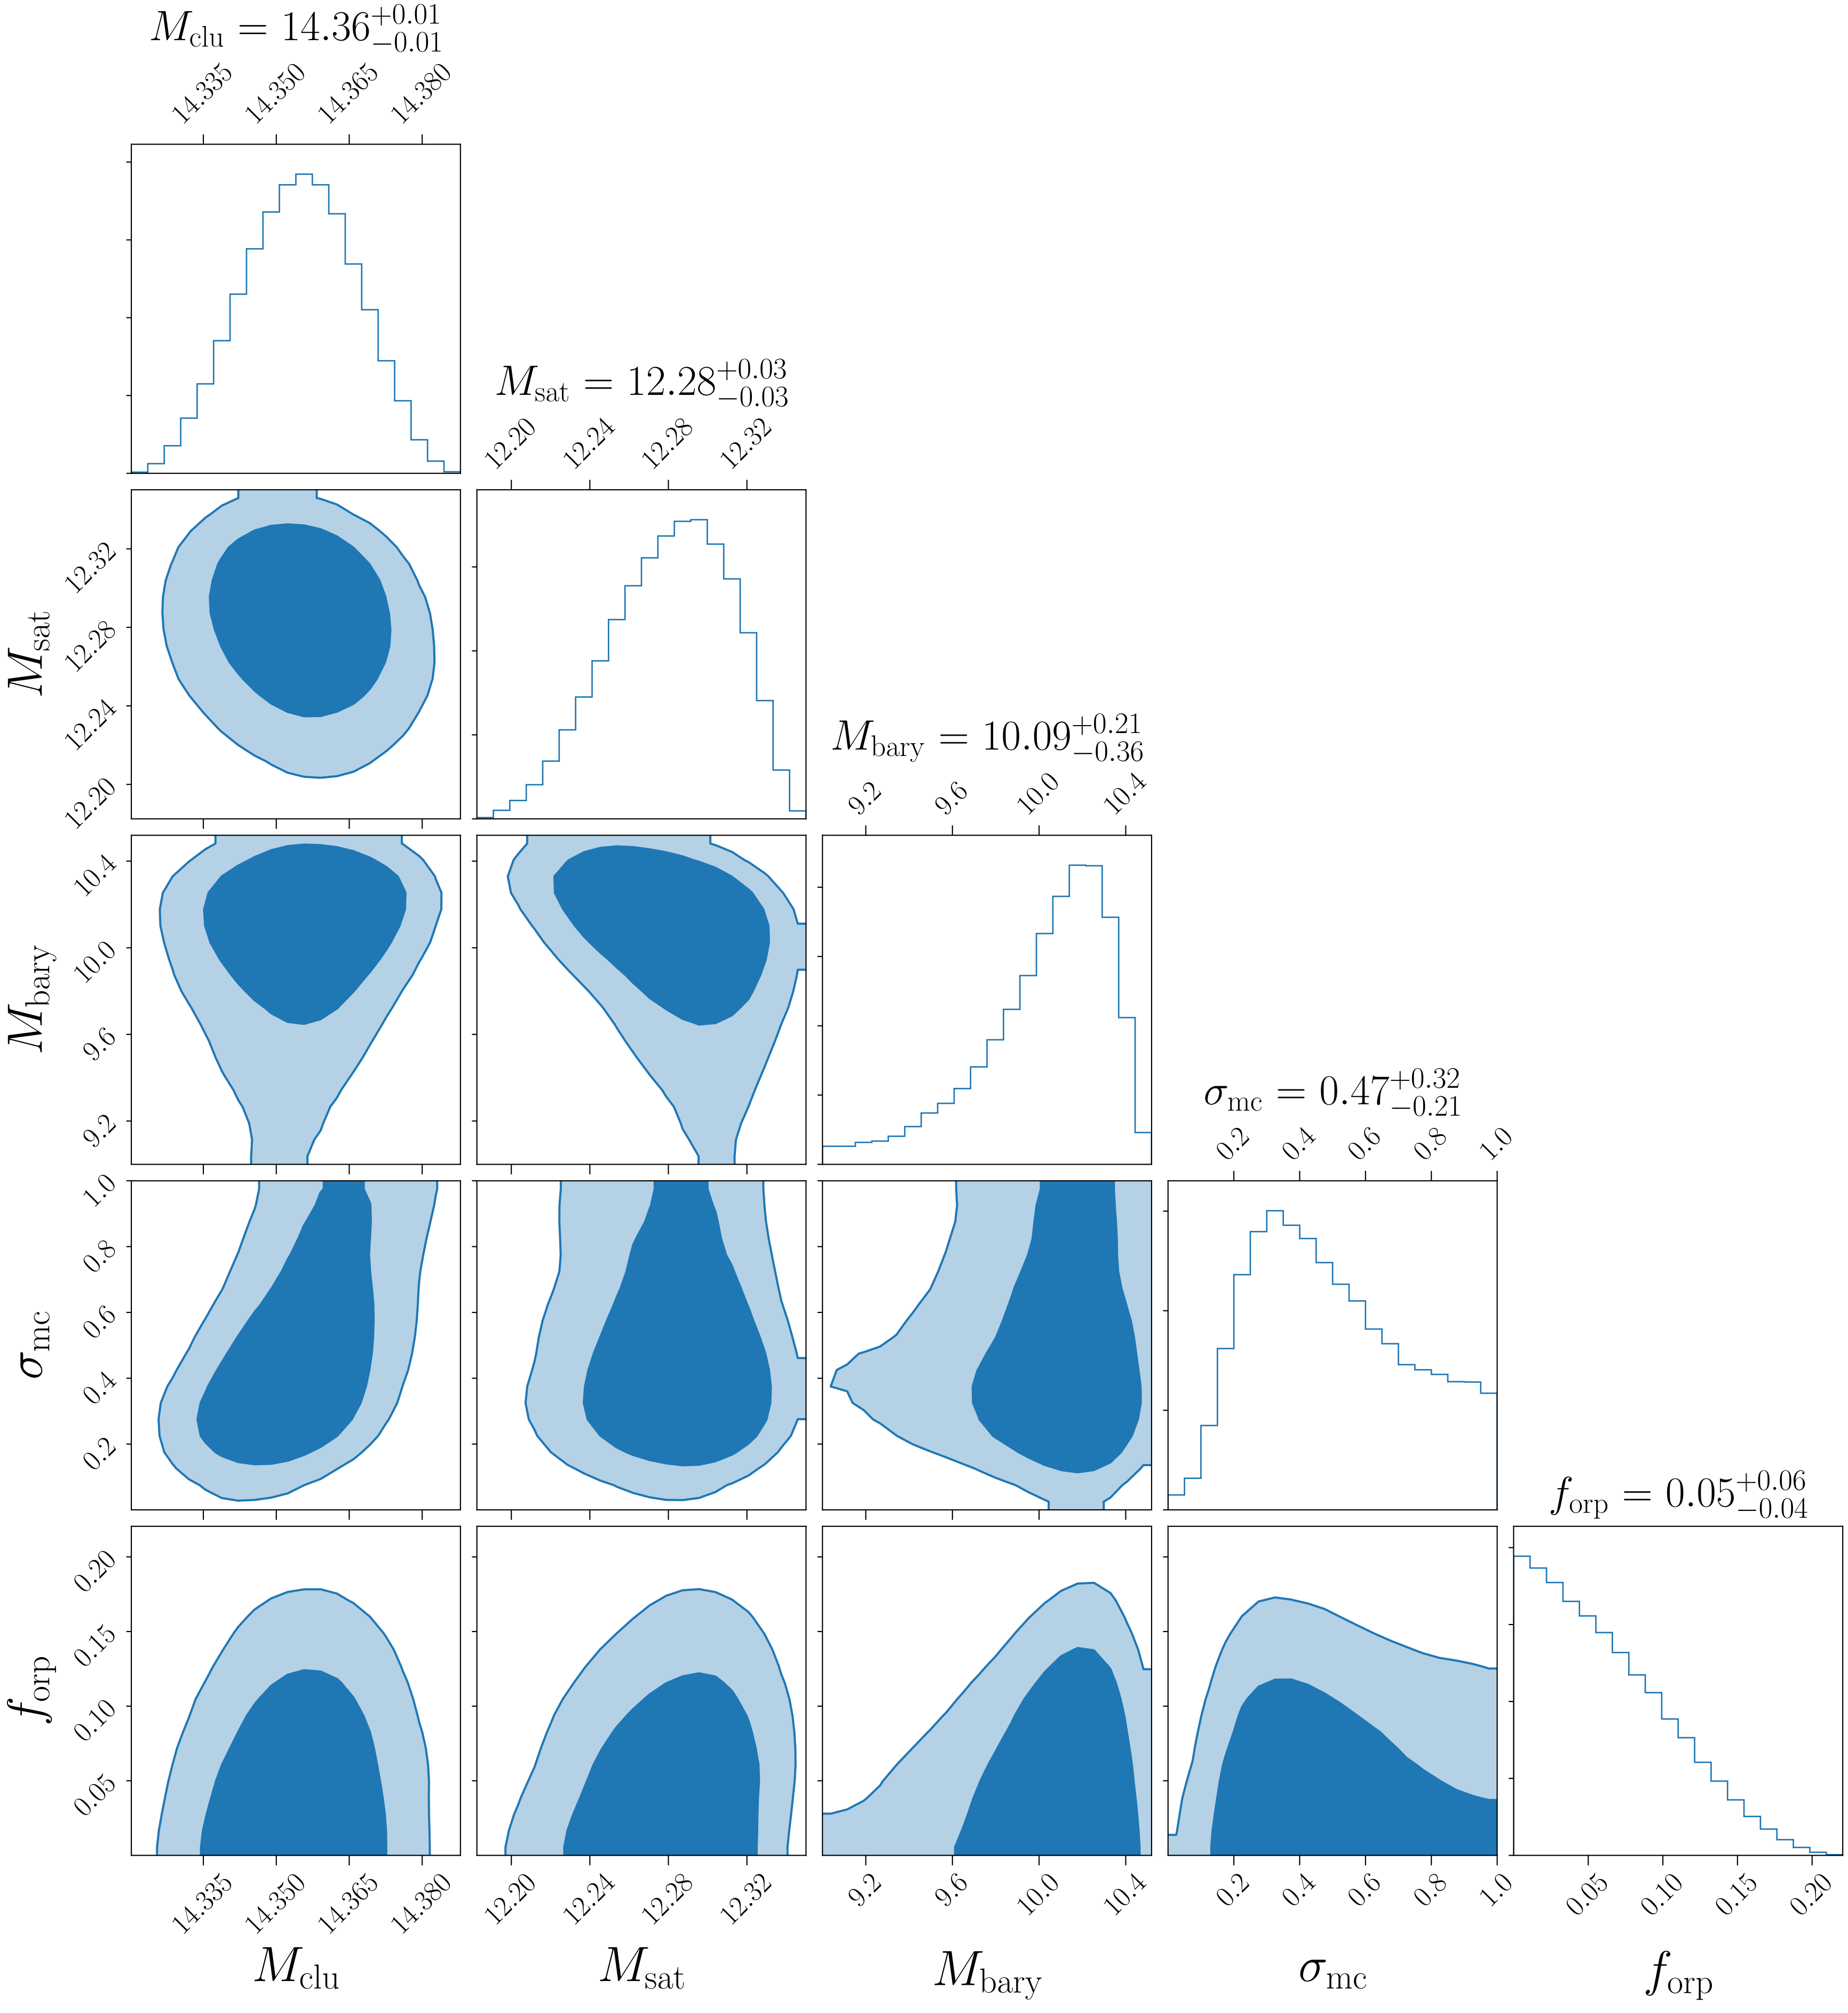 M_clu = 14.36^{+0.01}_{−0.01}
14.335 14.350 14.365 14.380
M_sat = 12.28^{+0.03}_{−0.03}
12.20 12.24 12.28 12.32
M_sat
12.32
12.28
12.24
12.20
M_bary = 10.09^{+0.21}_{−0.36}
9.2 9.6 10.0 10.4
M_bary
10.4
10.0
9.6
9.2
σ_mc = 0.47^{+0.32}_{−0.21}
0.2 0.4 0.6 0.8 1.0
σ_mc
1.0
0.8
0.6
0.4
0.2
f_orp = 0.05^{+0.06}_{−0.04}
f_orp
0.20
0.15
0.10
0.05
14.335 14.350 14.365 14.380 12.20 12.24 12.28 12.32 9.2 9.6 10.0 10.4 0.2 0.4 0.6 0.8 1.0 0.05 0.10 0.15 0.20
M_clu M_sat M_bary σ_mc f_orp